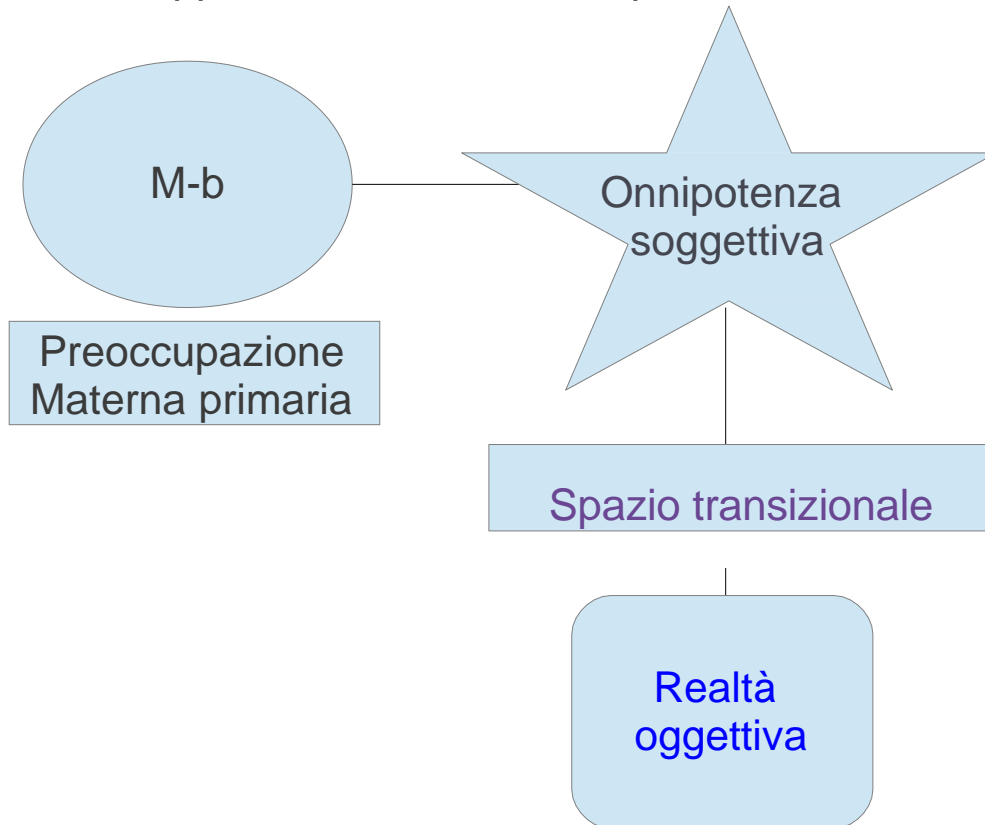 M-b
Onnipotenza
soggettiva
Preoccupazione
Materna primaria
Spazio transizionale
Realtà
oggettiva